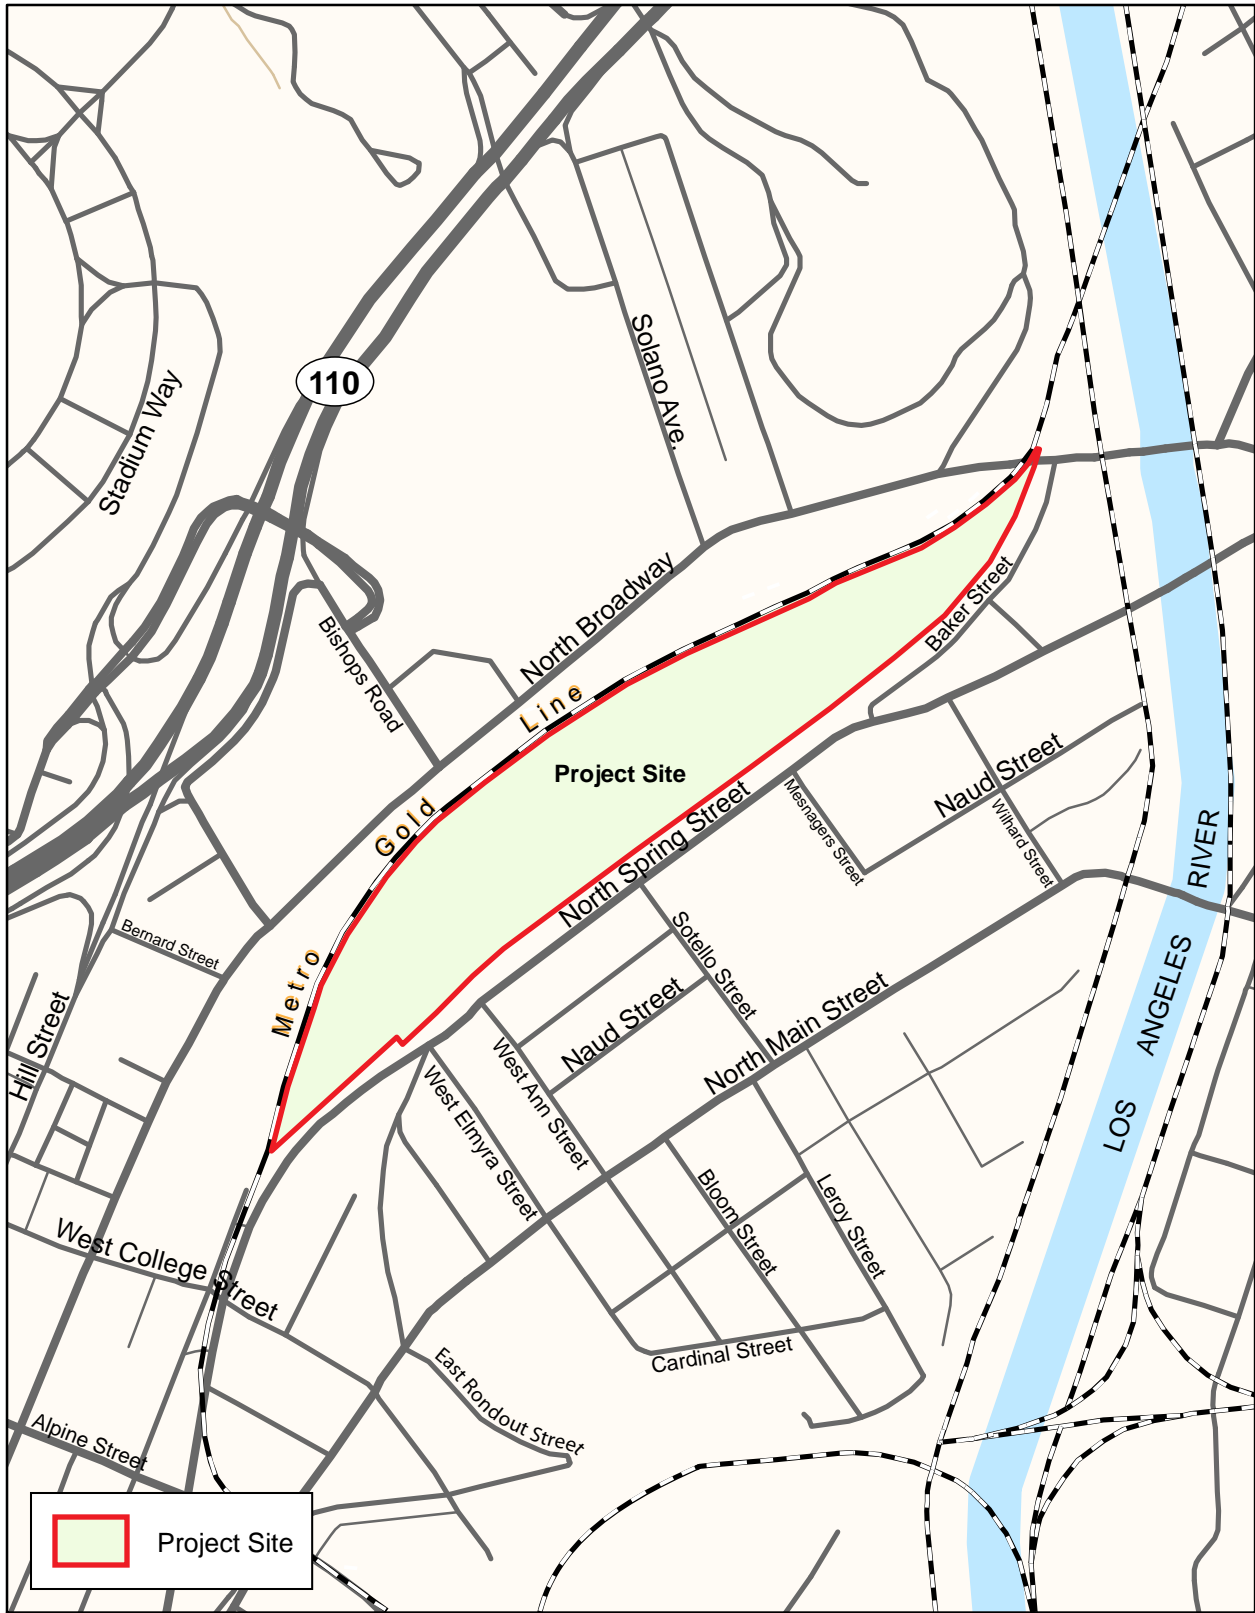 110
Solano Ave.
Stadium Way
North Broadway
Baker Street
Bishops Road
Metro Gold Line
Project Site
Naud Street
Mesnagers Street
Wilhard Street
North Spring Street
LOS ANGELES RIVER
Bernard Street
Sotello Street
Naud Street
North Main Street
Hill Street
West Ann Street
West Elmyra Street
Bloom Street
Leroy Street
West College Street
Cardinal Street
East Rondout Street
Alpine Street
Project Site